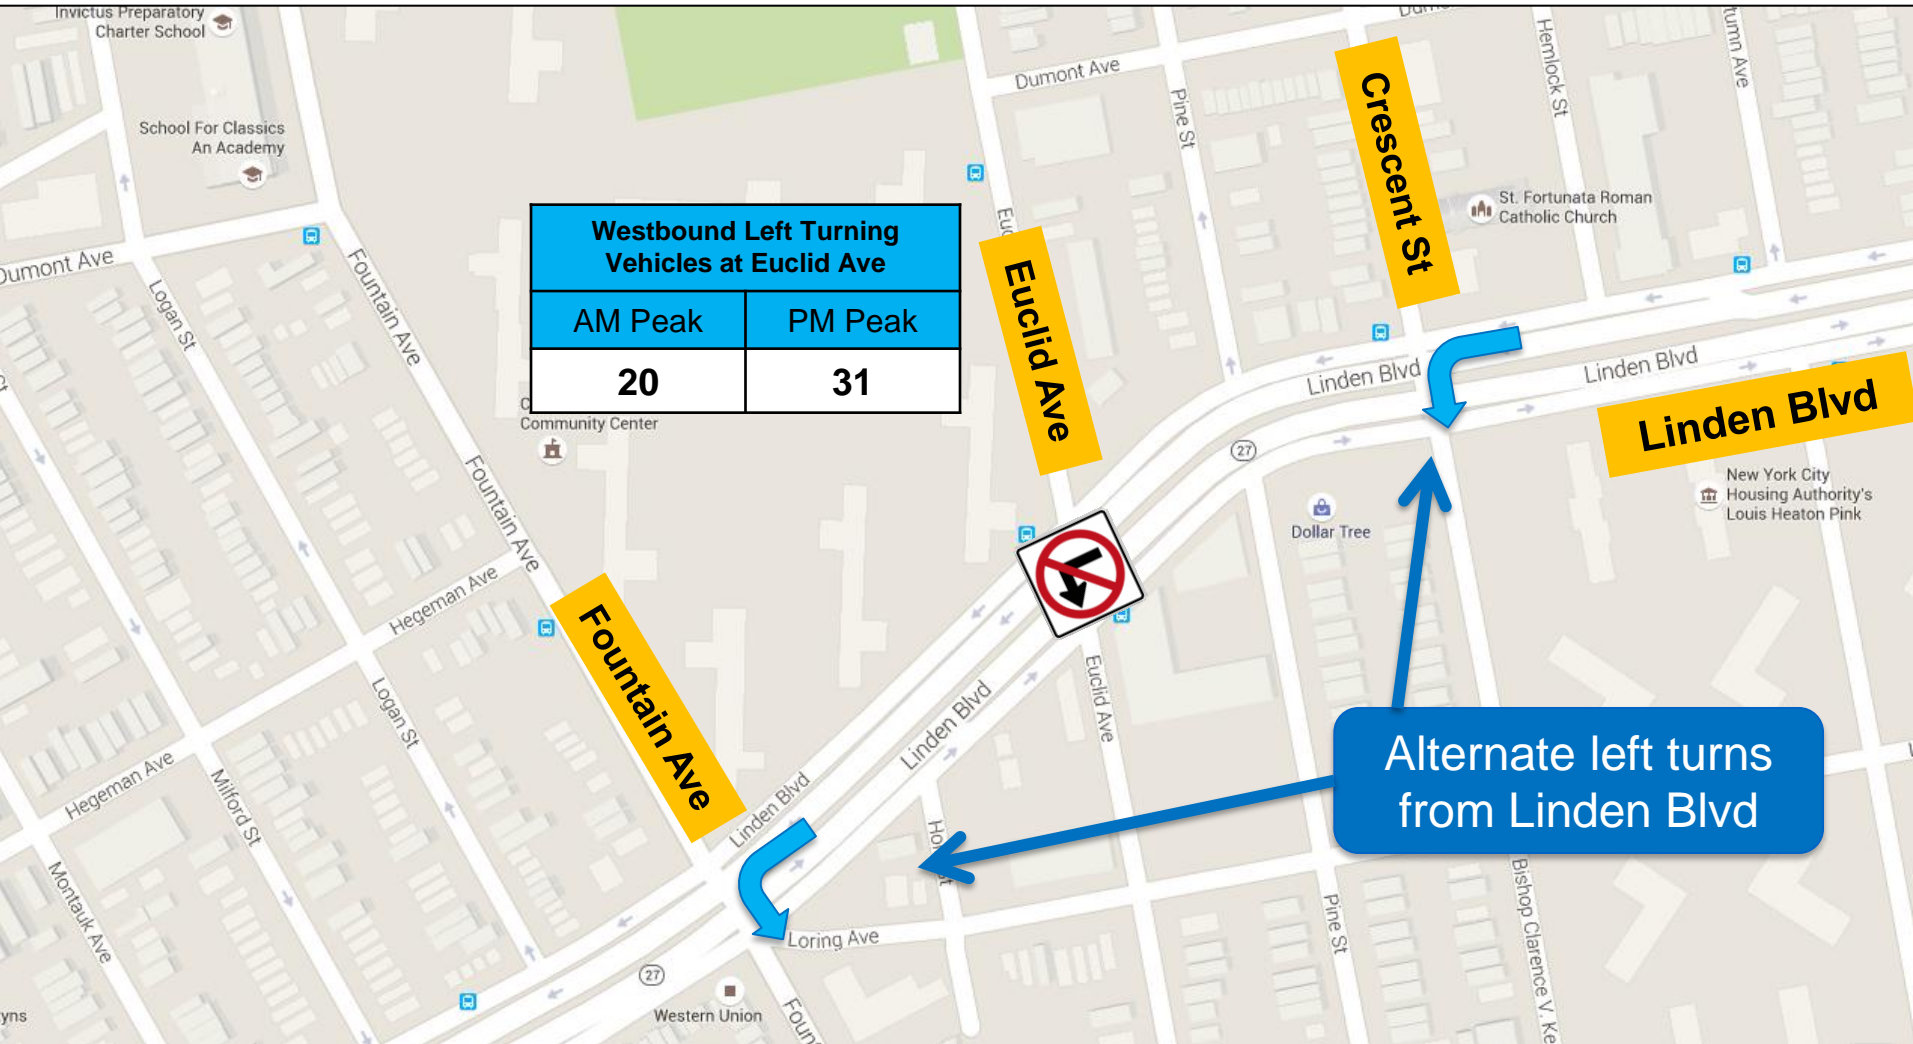 Invictus Preparatory
Charter School
School For Classics
An Academy
Dumont Ave
Logan St
Fountain Ave
Westbound Left Turning
Vehicles at Euclid Ave
AM Peak
PM Peak
20
31
Community Center
Dumont Ave
Pine St
Euclid Ave
Crescent St
Hemlock St
St. Fortunata Roman
Catholic Church
Linden Blvd
Linden Blvd
Linden Blvd
27
New York City
Housing Authority's
Louis Heaton Pink
Dollar Tree
Fountain Ave
Hegeman Ave
Fountain Ave
Logan St
Hegeman Ave
Milford St
Montauk Ave
Linden Blvd
Linden Blvd
Euclid Ave
Alternate left turns
from Linden Blvd
Loring Ave
Pine St
27
Western Union